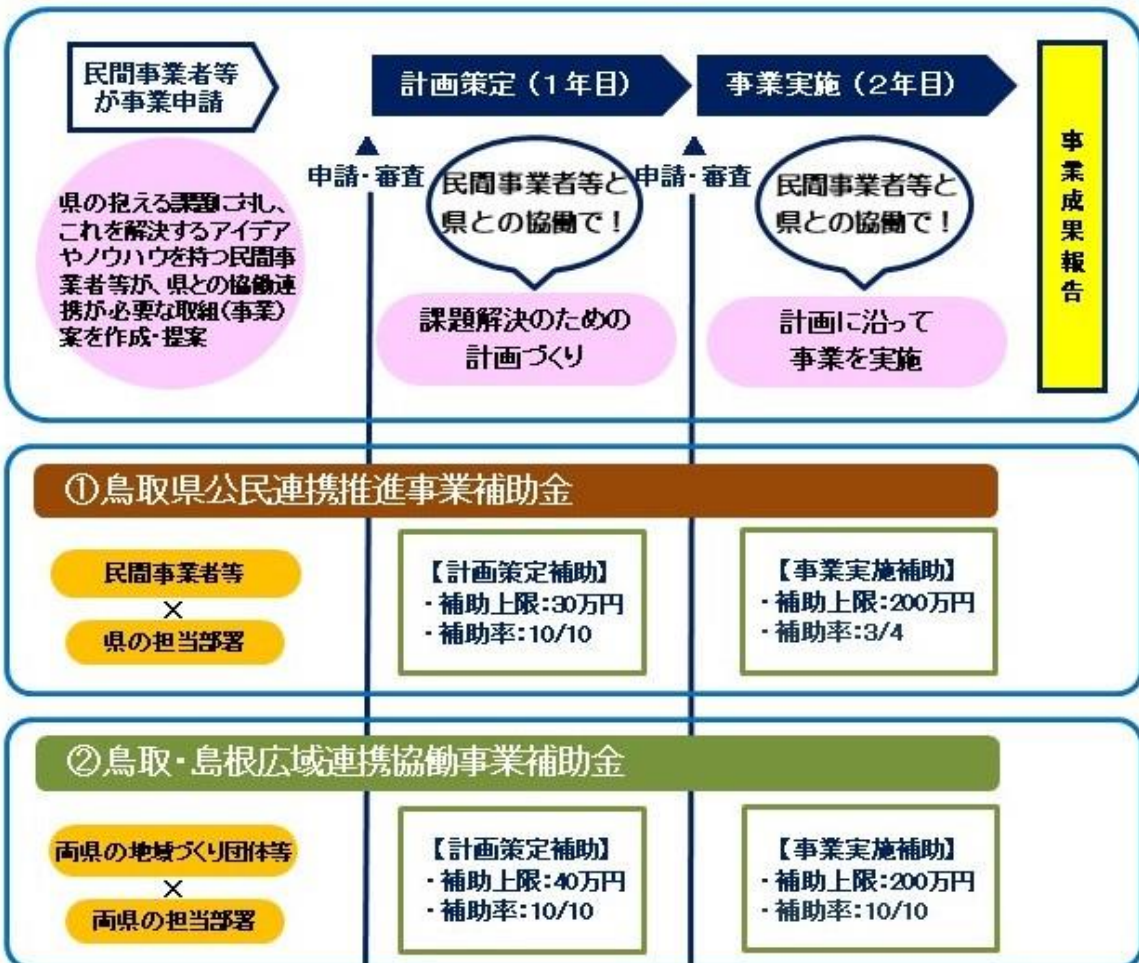 民間事業者等
が事業申請
計画策定（1年目）
事業実施（2年目）
事業成果報告
県の抱える課題に対し、
これを解決するアイデア
やノウハウを持つ民間事
業者等が、県との協働連
携が必要な取組(事業)
案を作成・提案
申請・審査
民間事業者等と
県との協働で！
課題解決のための
計画づくり
申請・審査
民間事業者等と
県との協働で！
計画に沿って
事業を実施
①鳥取県公民連携推進事業補助金
民間事業者等
×
県の担当部署
【計画策定補助】
・補助上限：30万円
・補助率：10/10
【事業実施補助】
・補助上限：200万円
・補助率：3/4
②鳥取・島根広域連携協働事業補助金
両県の地域づくり団体等
×
両県の担当部署
【計画策定補助】
・補助上限：40万円
・補助率：10/10
【事業実施補助】
・補助上限：200万円
・補助率：10/10